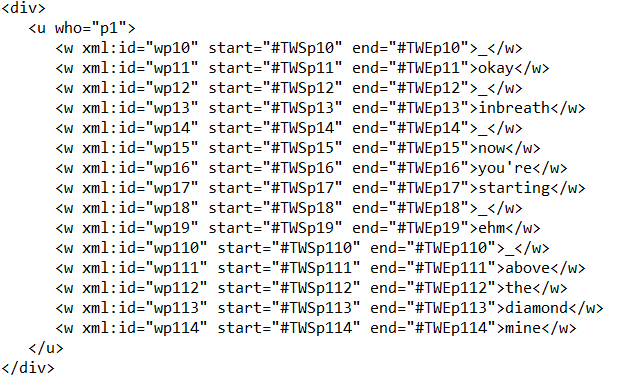 <div>
<u who="p1">
<w xml:id="wp10" start="#TWSp10" end="#TWEp10">_</w>
<w xml:id="wp11" start="#TWSp11" end="#TWEp11">okay</w>
<w xml:id="wp12" start="#TWSp12" end="#TWEp12">_</w>
<w xml:id="wp13" start="#TWSp13" end="#TWEp13">inbreath</w>
<w xml:id="wp14" start="#TWSp14" end="#TWEp14">_</w>
<w xml:id="wp15" start="#TWSp15" end="#TWEp15">now</w>
<w xml:id="wp16" start="#TWSp16" end="#TWEp16">you're</w>
<w xml:id="wp17" start="#TWSp17" end="#TWEp17">starting</w>
<w xml:id="wp18" start="#TWSp18" end="#TWEp18">_</w>
<w xml:id="wp19" start="#TWSp19" end="#TWEp19">ehm</w>
<w xml:id="wp110" start="#TWSp110" end="#TWEp110">_</w>
<w xml:id="wp111" start="#TWSp111" end="#TWEp111">above</w>
<w xml:id="wp112" start="#TWSp112" end="#TWEp112">the</w>
<w xml:id="wp113" start="#TWSp113" end="#TWEp113">diamond</w>
<w xml:id="wp114" start="#TWSp114" end="#TWEp114">mine</w>
</u>
</div>